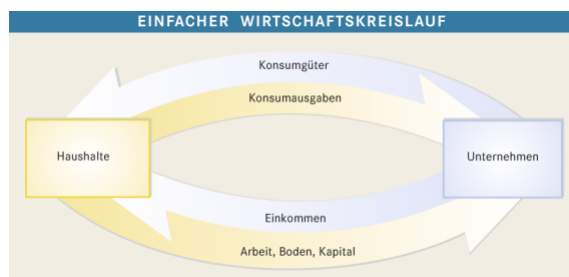 EINFACHER WIRTSCHAFTSKREISLAUF
Konsumgüter
Konsumausgaben
Haushalte
Unternehmen
Einkommen
Arbeit, Boden, Kapital